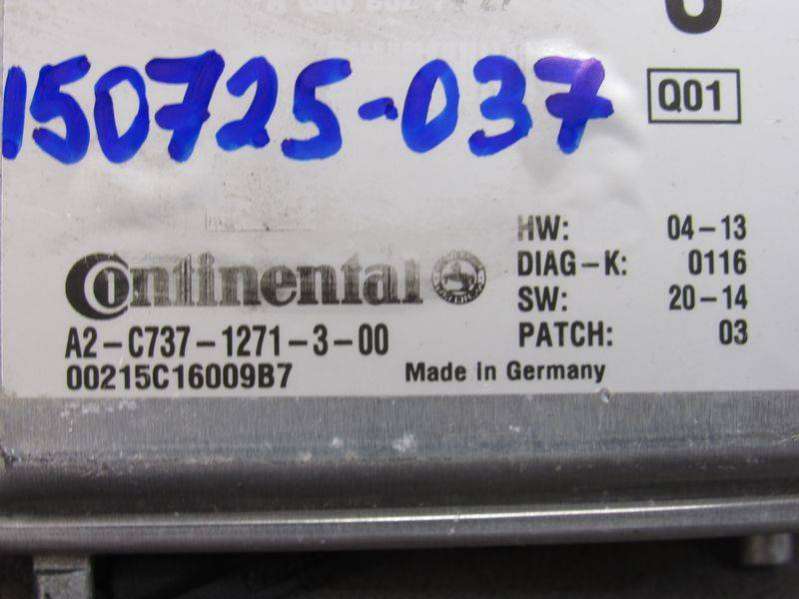 150725-037
Q01
Continental
A2-C737-1271-3-00
00215C16009B7
HW: 04-13
DIAG-K: 0116
SW: 20-14
PATCH: 03
Made in Germany